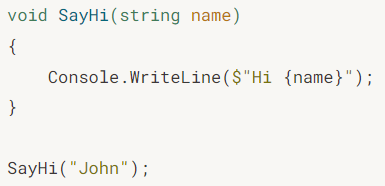 void SayHi(string name)
{
    Console.WriteLine($"Hi {name}");
}

SayHi("John");